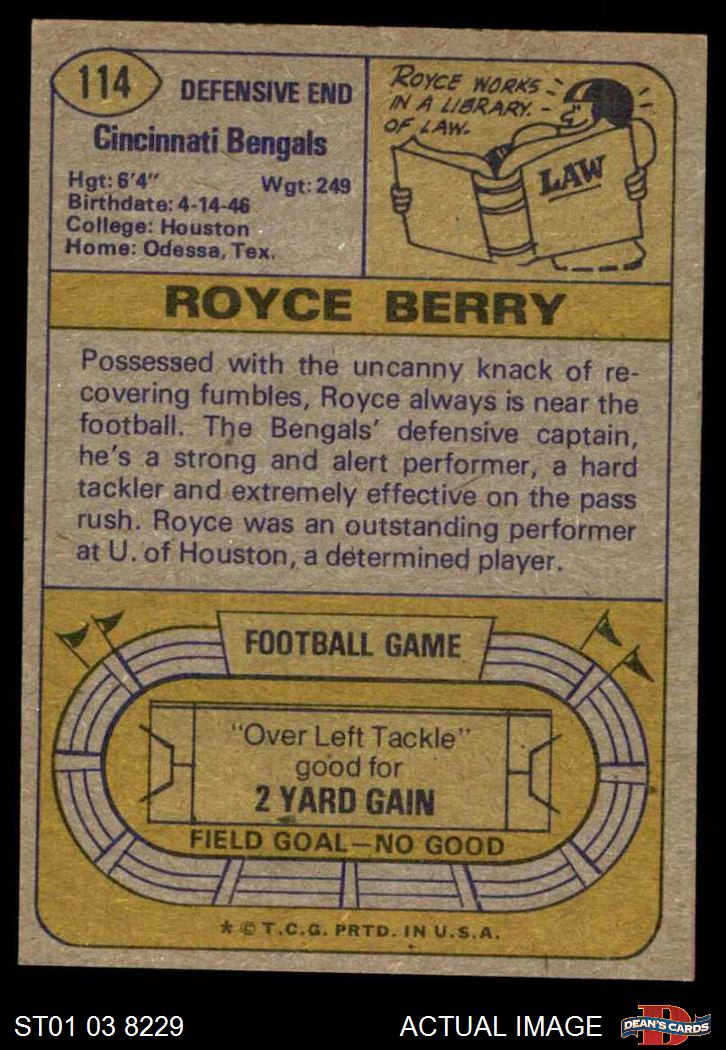 114
DEFENSIVE END
Cincinnati Bengals
Hgt: 6'4" Wgt: 249
Birthdate: 4-14-46
College: Houston
Home: Odessa, Tex.
ROYCE WORKS
IN A LIBRARY.
OF LAW.
LAW
ROYCE BERRY
Possessed with the uncanny knack of re-
covering fumbles, Royce always is near the
football. The Bengals' defensive captain,
he's a strong and alert performer, a hard
tackler and extremely effective on the pass
rush. Royce was an outstanding performer
at U. of Houston, a determined player.
FOOTBALL GAME
"Over Left Tackle"
good for
2 YARD GAIN
FIELD GOAL—NO GOOD
* © T.C.G. PRTD. IN U.S.A.
ST01 03 8229
ACTUAL IMAGE
D
DEAN'S CARDS